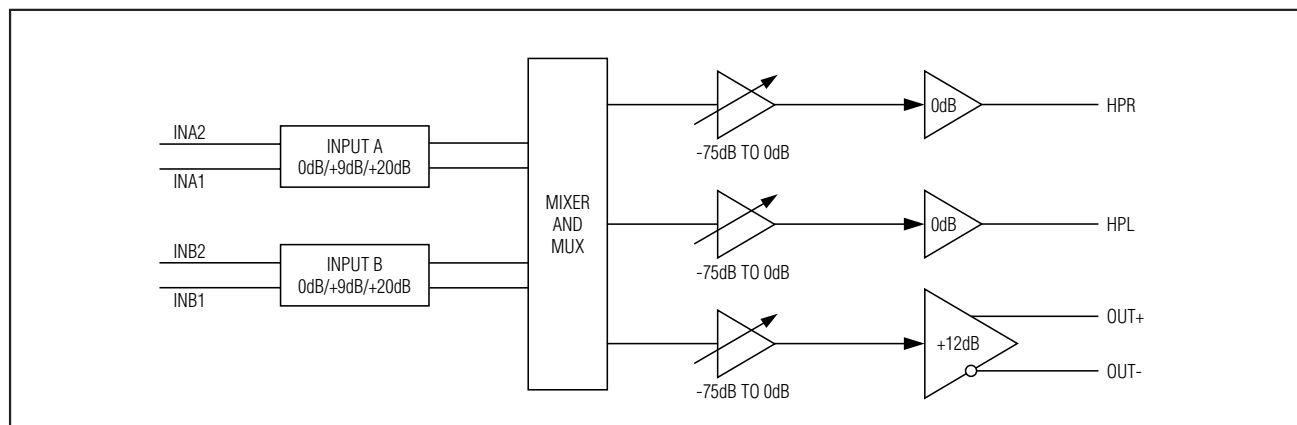 INA2
INA1
INPUT A
0dB/+9dB/+20dB
INB2
INB1
INPUT B
0dB/+9dB/+20dB
MIXER
AND
MUX
-75dB TO 0dB
0dB
HPR
-75dB TO 0dB
0dB
HPL
-75dB TO 0dB
+12dB
OUT+
OUT-